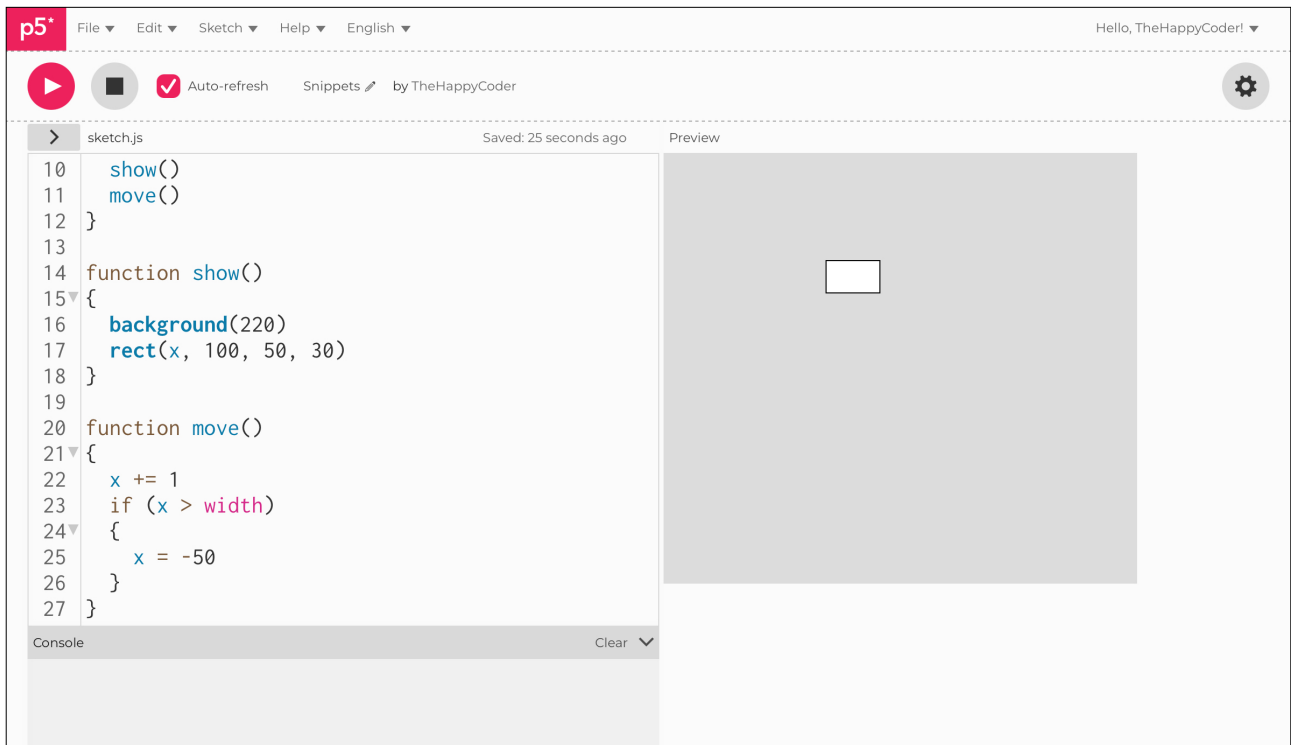 p5* File Edit Sketch Help English Hello, TheHappyCoder!
Auto-refresh Snippets by TheHappyCoder
sketch.js Saved: 25 seconds ago Preview
10 show()
11 move()
12 }
13
14 function show()
15 {
16 background(220)
17 rect(x, 100, 50, 30)
18 }
19
20 function move()
21 {
22 x += 1
23 if (x > width)
24 {
25 x = -50
26 }
27 }
Console Clear